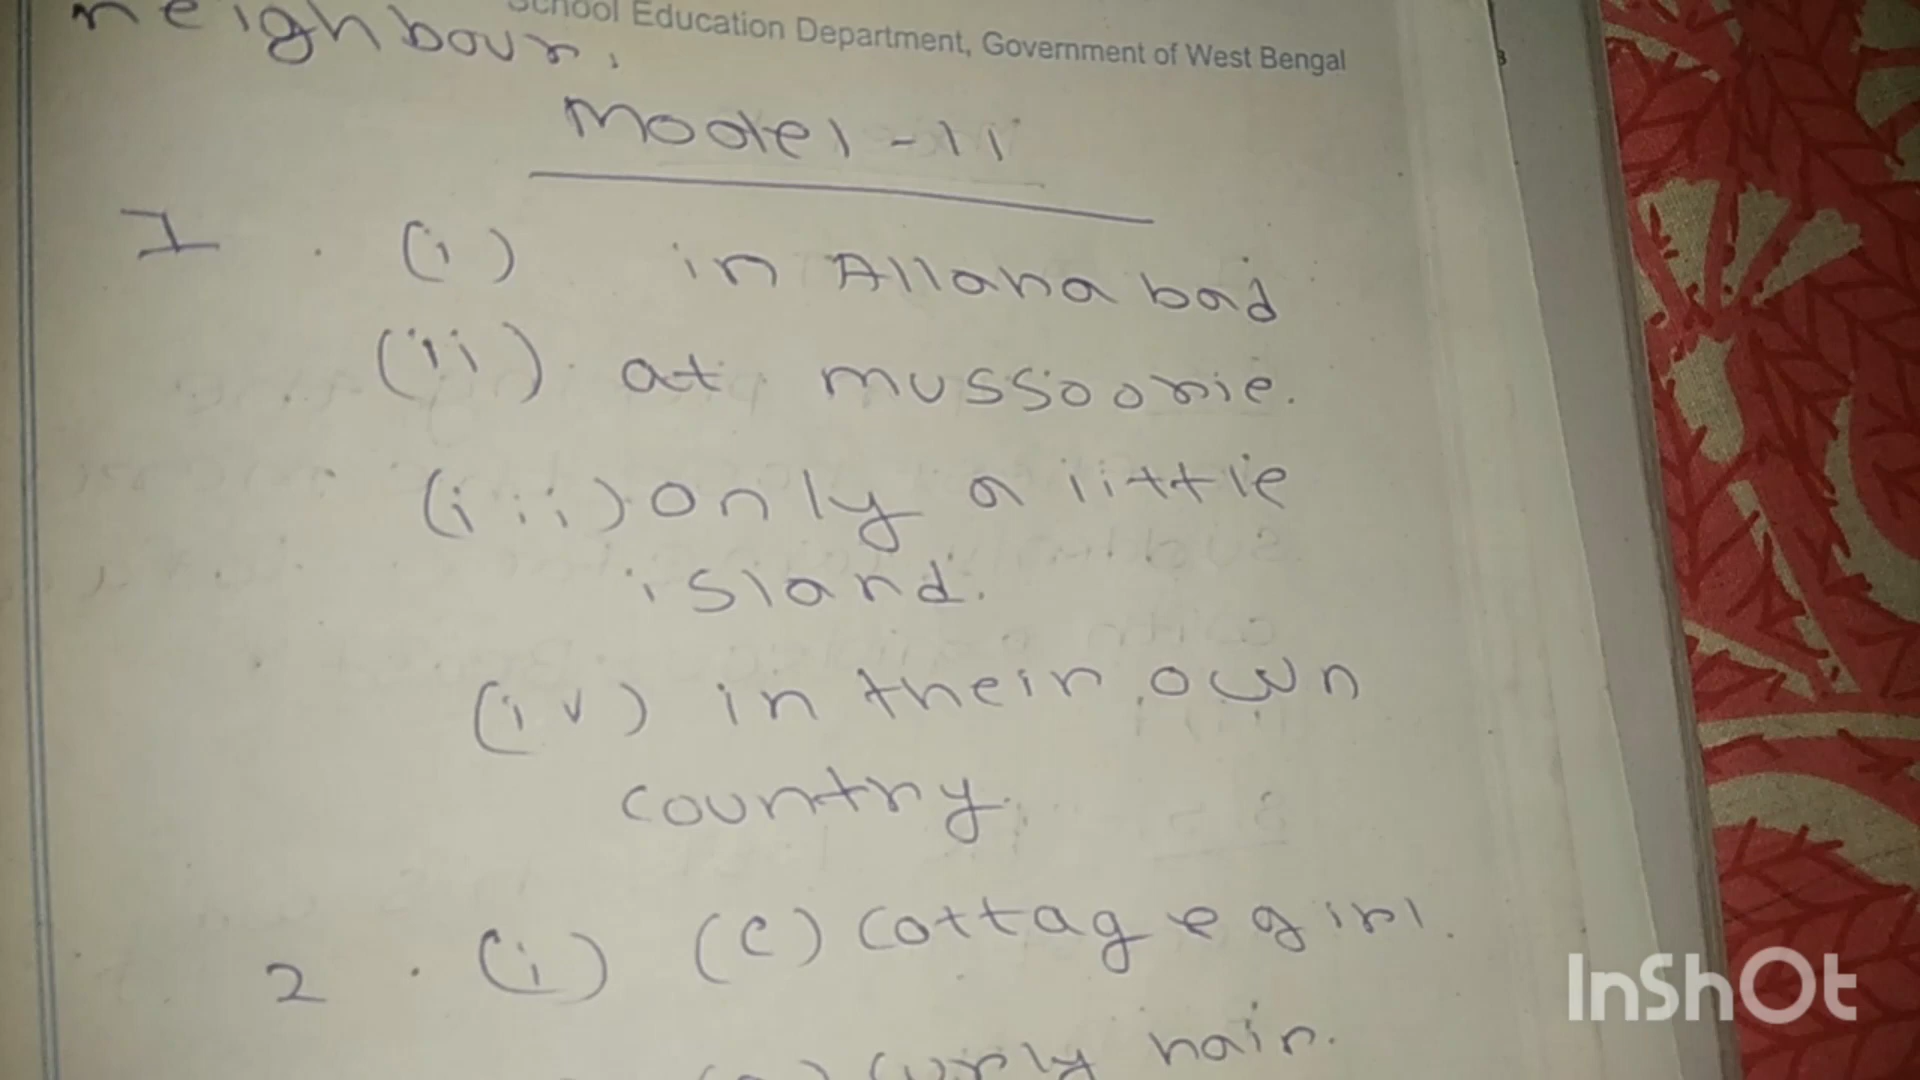 neighbour.
School Education Department, Government of West Bengal
Model-11
1. (i) in Allahabad
(ii) at mussoorie.
(iii) only a little
island.
(iv) in their own
country.
2. (i) (c) cottage girl.
curly hair.
InShOt